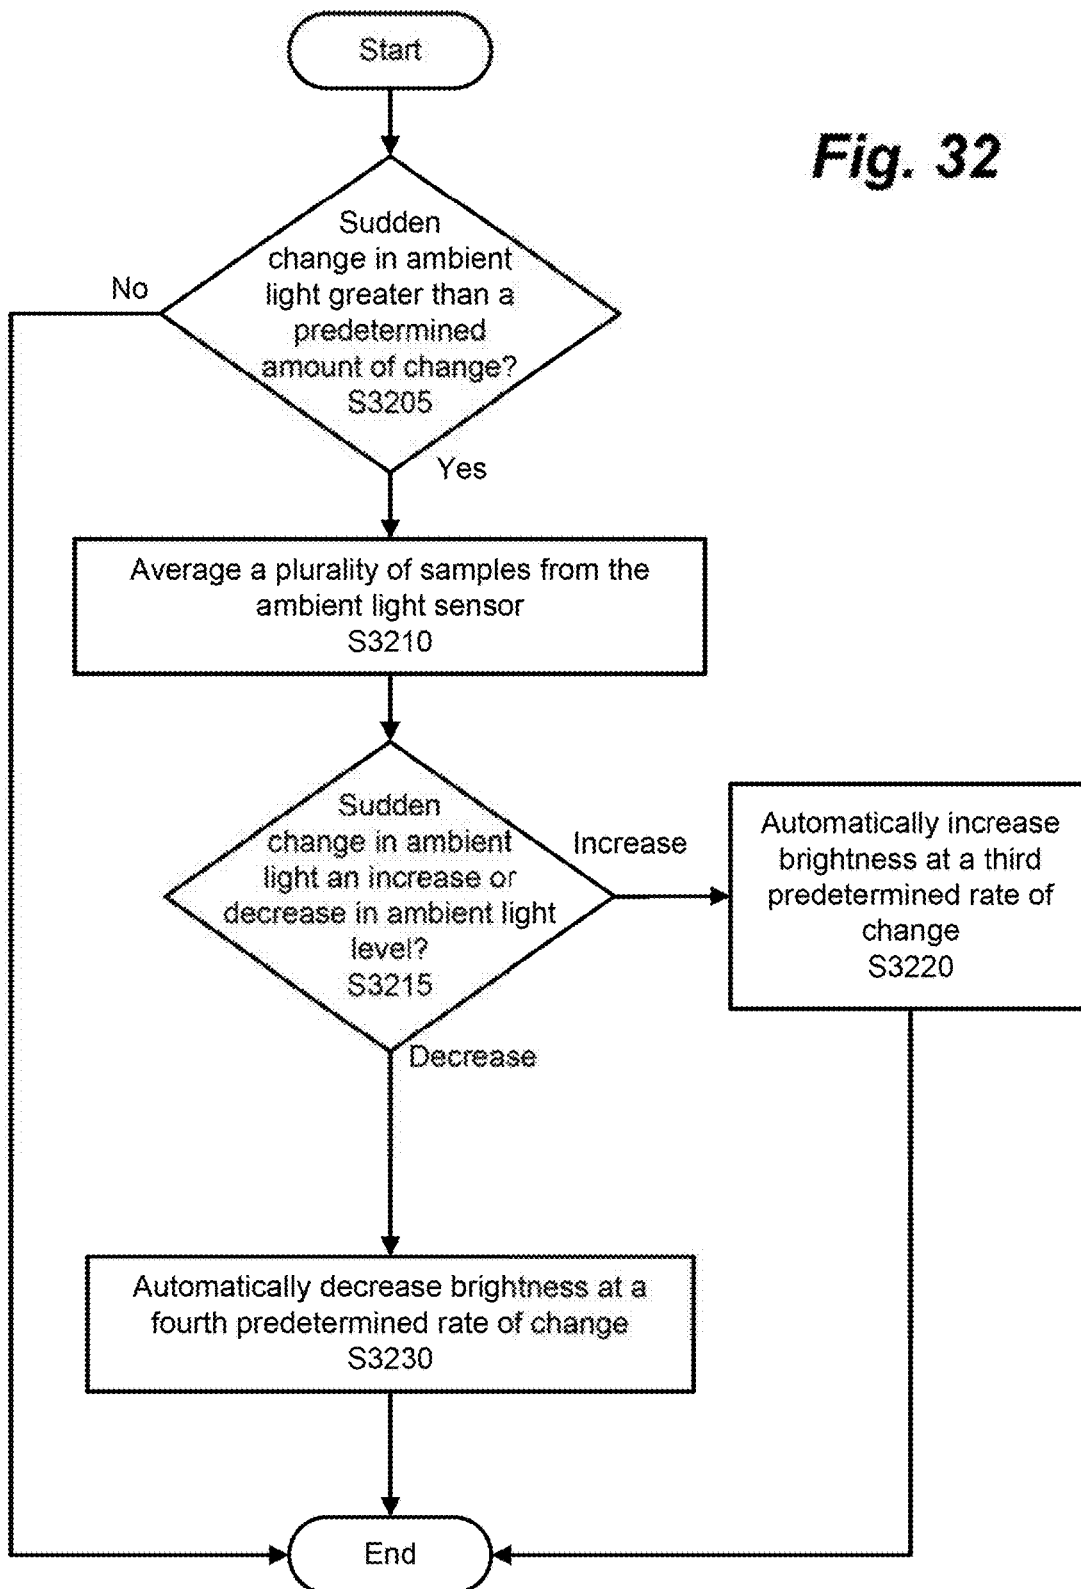 Start
Fig. 32
Sudden
change in ambient
light greater than a
predetermined
amount of change?
S3205
No
Yes
Average a plurality of samples from the
ambient light sensor
S3210
Sudden
change in ambient
light an increase or
decrease in ambient light
level?
S3215
Increase
Automatically increase
brightness at a third
predetermined rate of
change
S3220
Decrease
Automatically decrease brightness at a
fourth predetermined rate of change
S3230
End